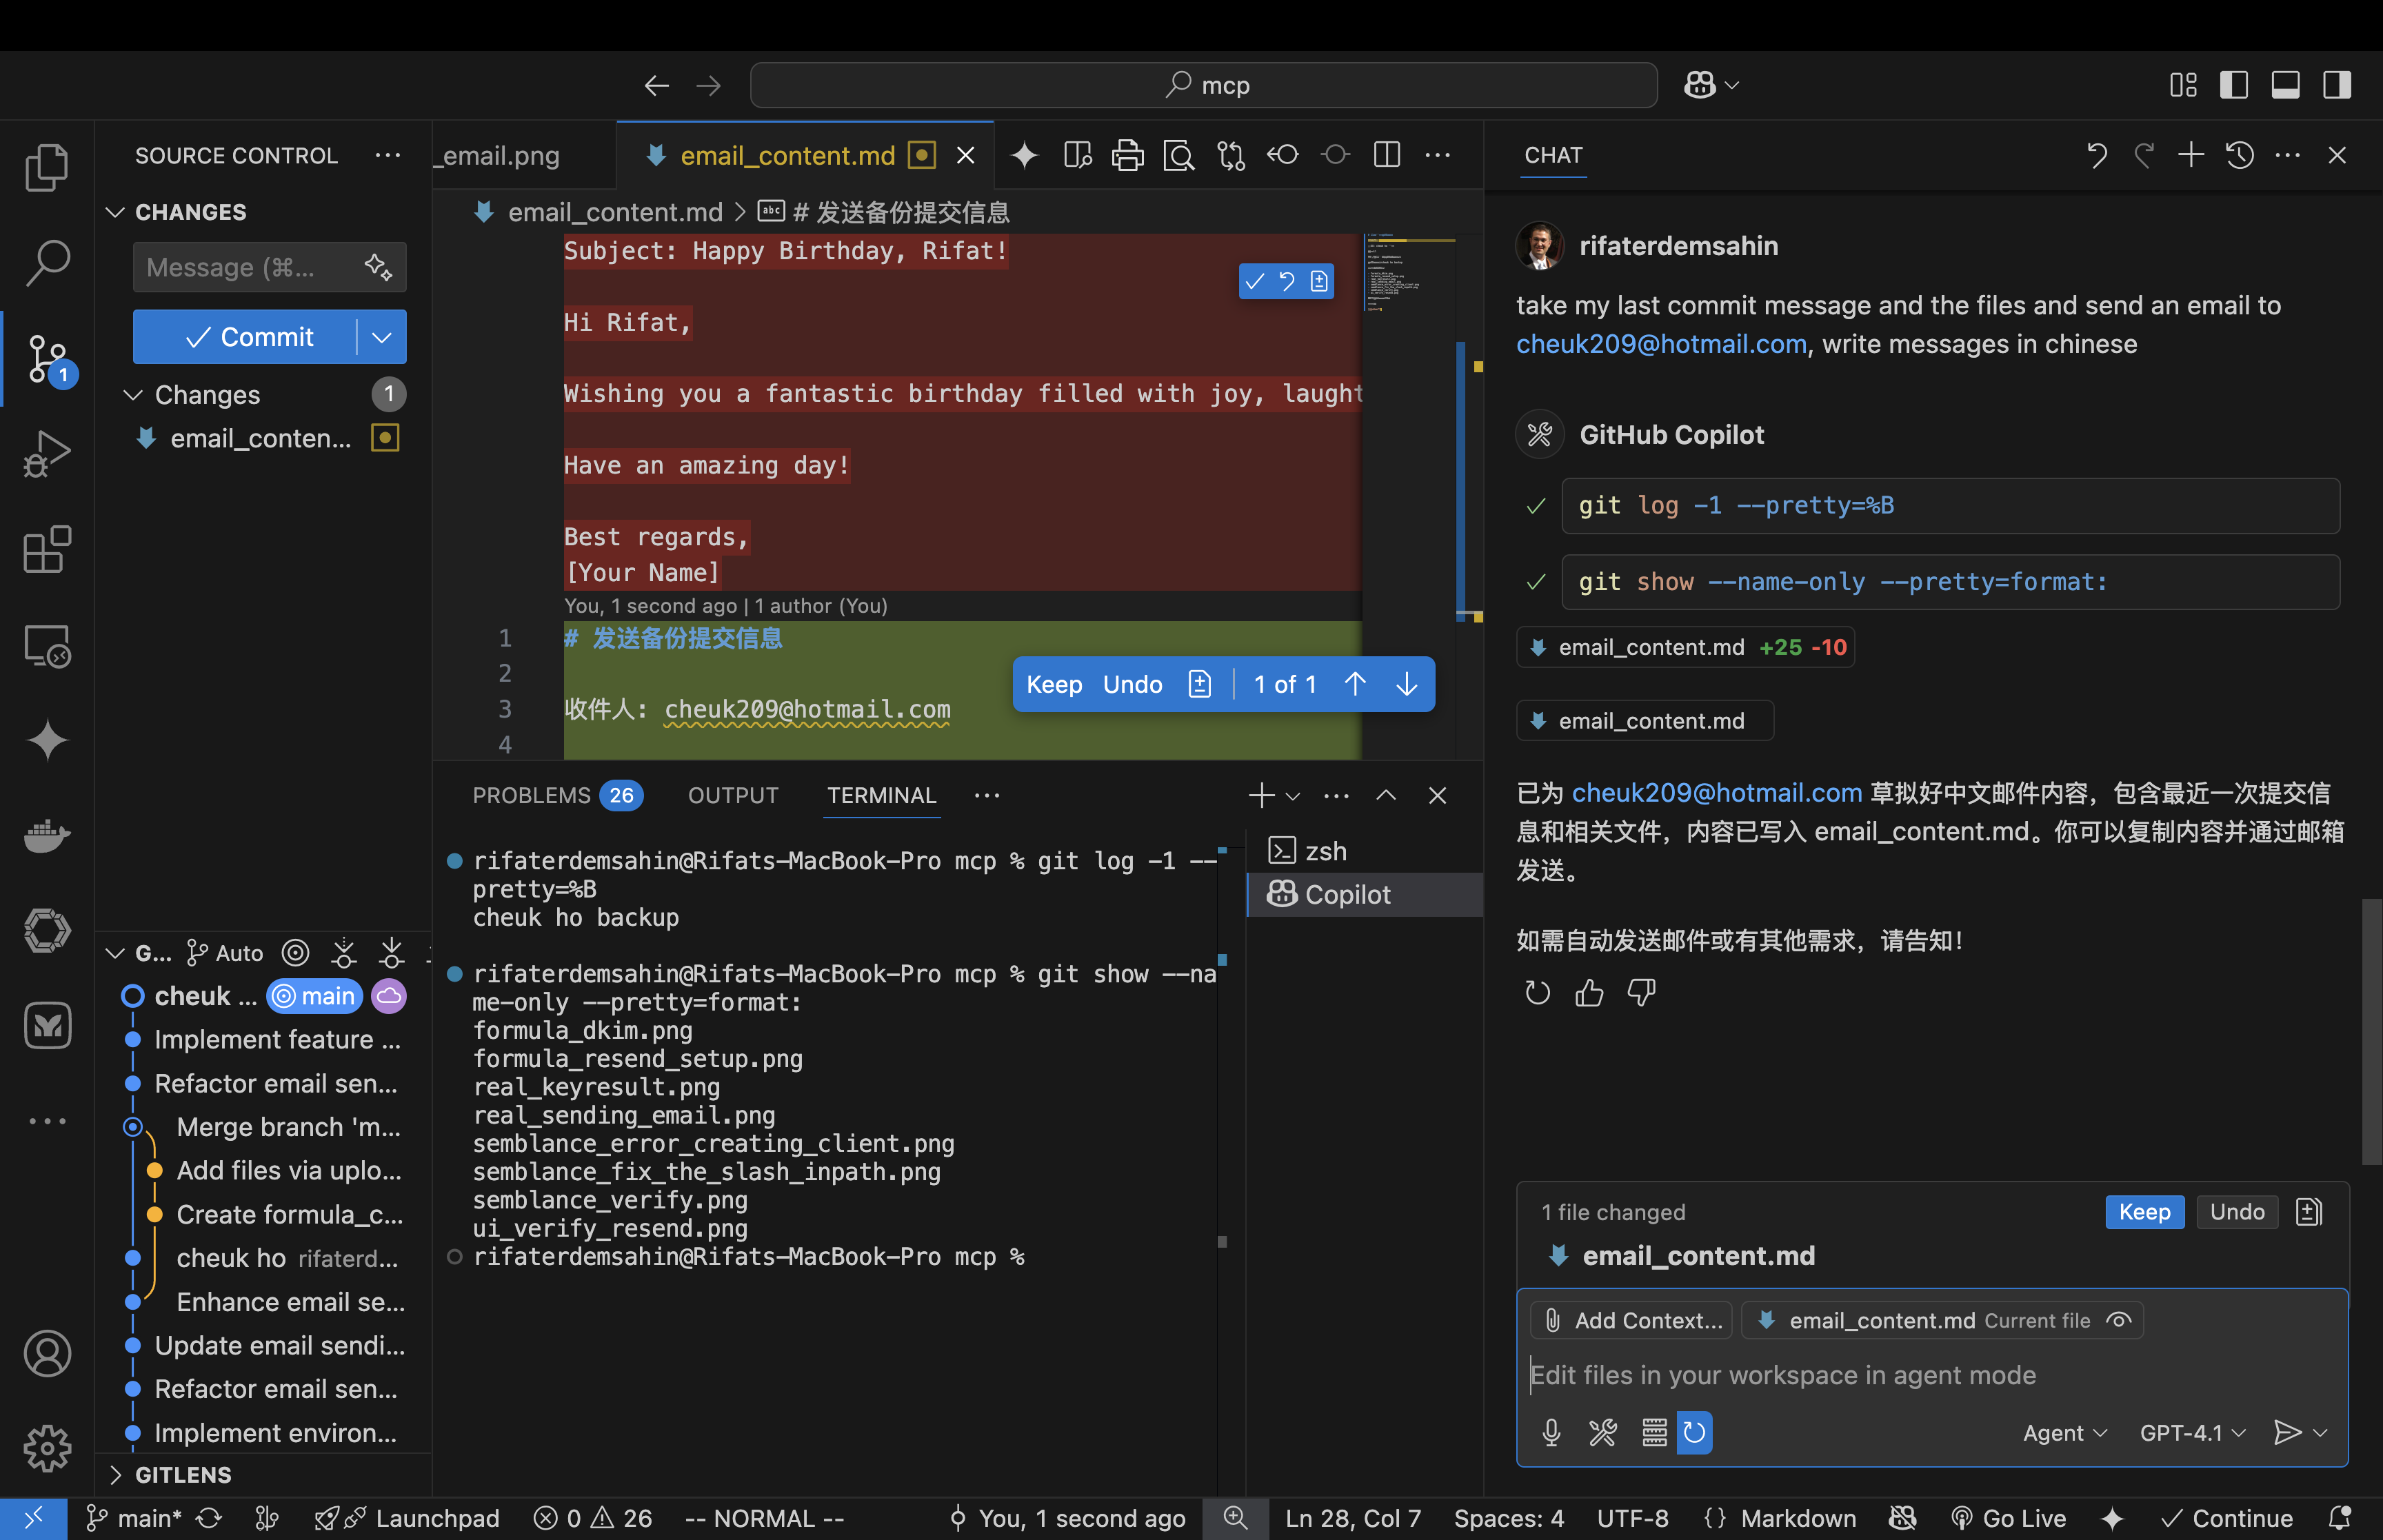 mcp
SOURCE CONTROL
CHANGES
Message (⌘...
Commit
Changes
1
email_conten...
1
G...
Auto
cheuk ...
main
Implement feature ...
Refactor email sen...
Merge branch 'm...
Add files via uplo...
Create formula_c...
cheuk ho rifaterd...
Enhance email se...
Update email sendi...
Refactor email sen...
Implement environ...
GITLENS
_email.png
email_content.md
email_content.md > # 发送备份提交信息
Subject: Happy Birthday, Rifat!
Hi Rifat,
Wishing you a fantastic birthday filled with joy, laught
Have an amazing day!
Best regards,
[Your Name]
You, 1 second ago | 1 author (You)
1 # 发送备份提交信息
2
3 收件人: cheuk209@hotmail.com
4
Keep Undo 1 of 1
PROBLEMS 26 OUTPUT TERMINAL
rifaterdemsahin@Rifats-MacBook-Pro mcp % git log -1 --
pretty=%B
cheuk ho backup
rifaterdemsahin@Rifats-MacBook-Pro mcp % git show --na
me-only --pretty=format:
formula_dkim.png
formula_resend_setup.png
real_keyresult.png
real_sending_email.png
semblance_error_creating_client.png
semblance_fix_the_slash_inpath.png
semblance_verify.png
ui_verify_resend.png
rifaterdemsahin@Rifats-MacBook-Pro mcp %
zsh
Copilot
CHAT
rifaterdemsahin
take my last commit message and the files and send an email to
cheuk209@hotmail.com, write messages in chinese
GitHub Copilot
git log -1 --pretty=%B
git show --name-only --pretty=format:
email_content.md +25 -10
email_content.md
已为 cheuk209@hotmail.com 草拟好中文邮件内容，包含最近一次提交信
息和相关文件，内容已写入 email_content.md。你可以复制内容并通过邮箱
发送。
如需自动发送邮件或有其他需求，请告知！
1 file changed
Keep Undo
email_content.md
Add Context...
email_content.md Current file
Edit files in your workspace in agent mode
Agent
GPT-4.1
main*
Launchpad
0
26
-- NORMAL --
You, 1 second ago
Ln 28, Col 7
Spaces: 4
UTF-8
{} Markdown
Go Live
Continue